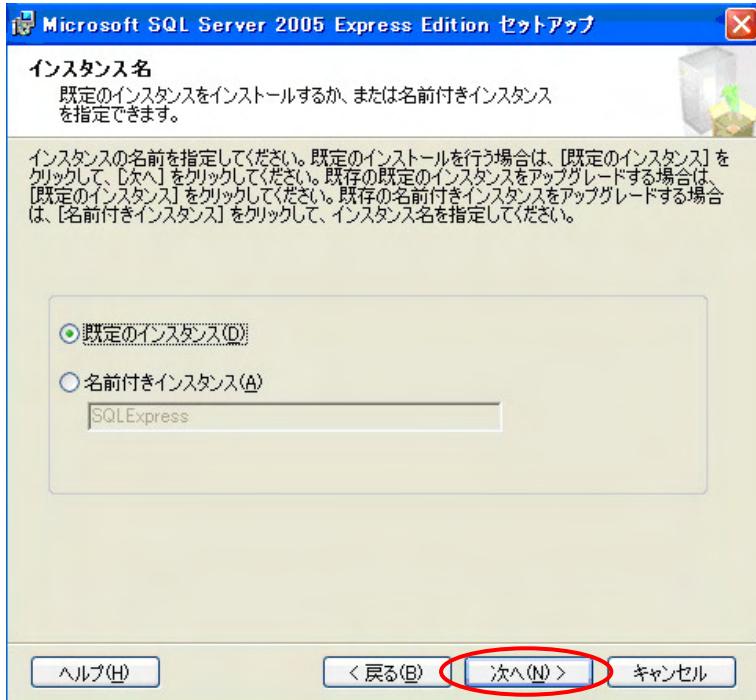 Microsoft SQL Server 2005 Express Edition セットアップ
インスタンス名
既定のインスタンスをインストールするか、または名前付きインスタンス
を指定できます。
インスタンスの名前を指定してください。既定のインストールを行う場合は、[既定のインスタンス] を
クリックして、[次へ] をクリックしてください。既存の既定のインスタンスをアップグレードする場合は、
[既定のインスタンス] をクリックしてください。既存の名前付きインスタンスをアップグレードする場合
は、[名前付きインスタンス] をクリックして、インスタンス名を指定してください。
既定のインスタンス(D)
名前付きインスタンス(A)
SQLExpress
ヘルプ(H) < 戻る(B) 次へ(N) > キャンセル